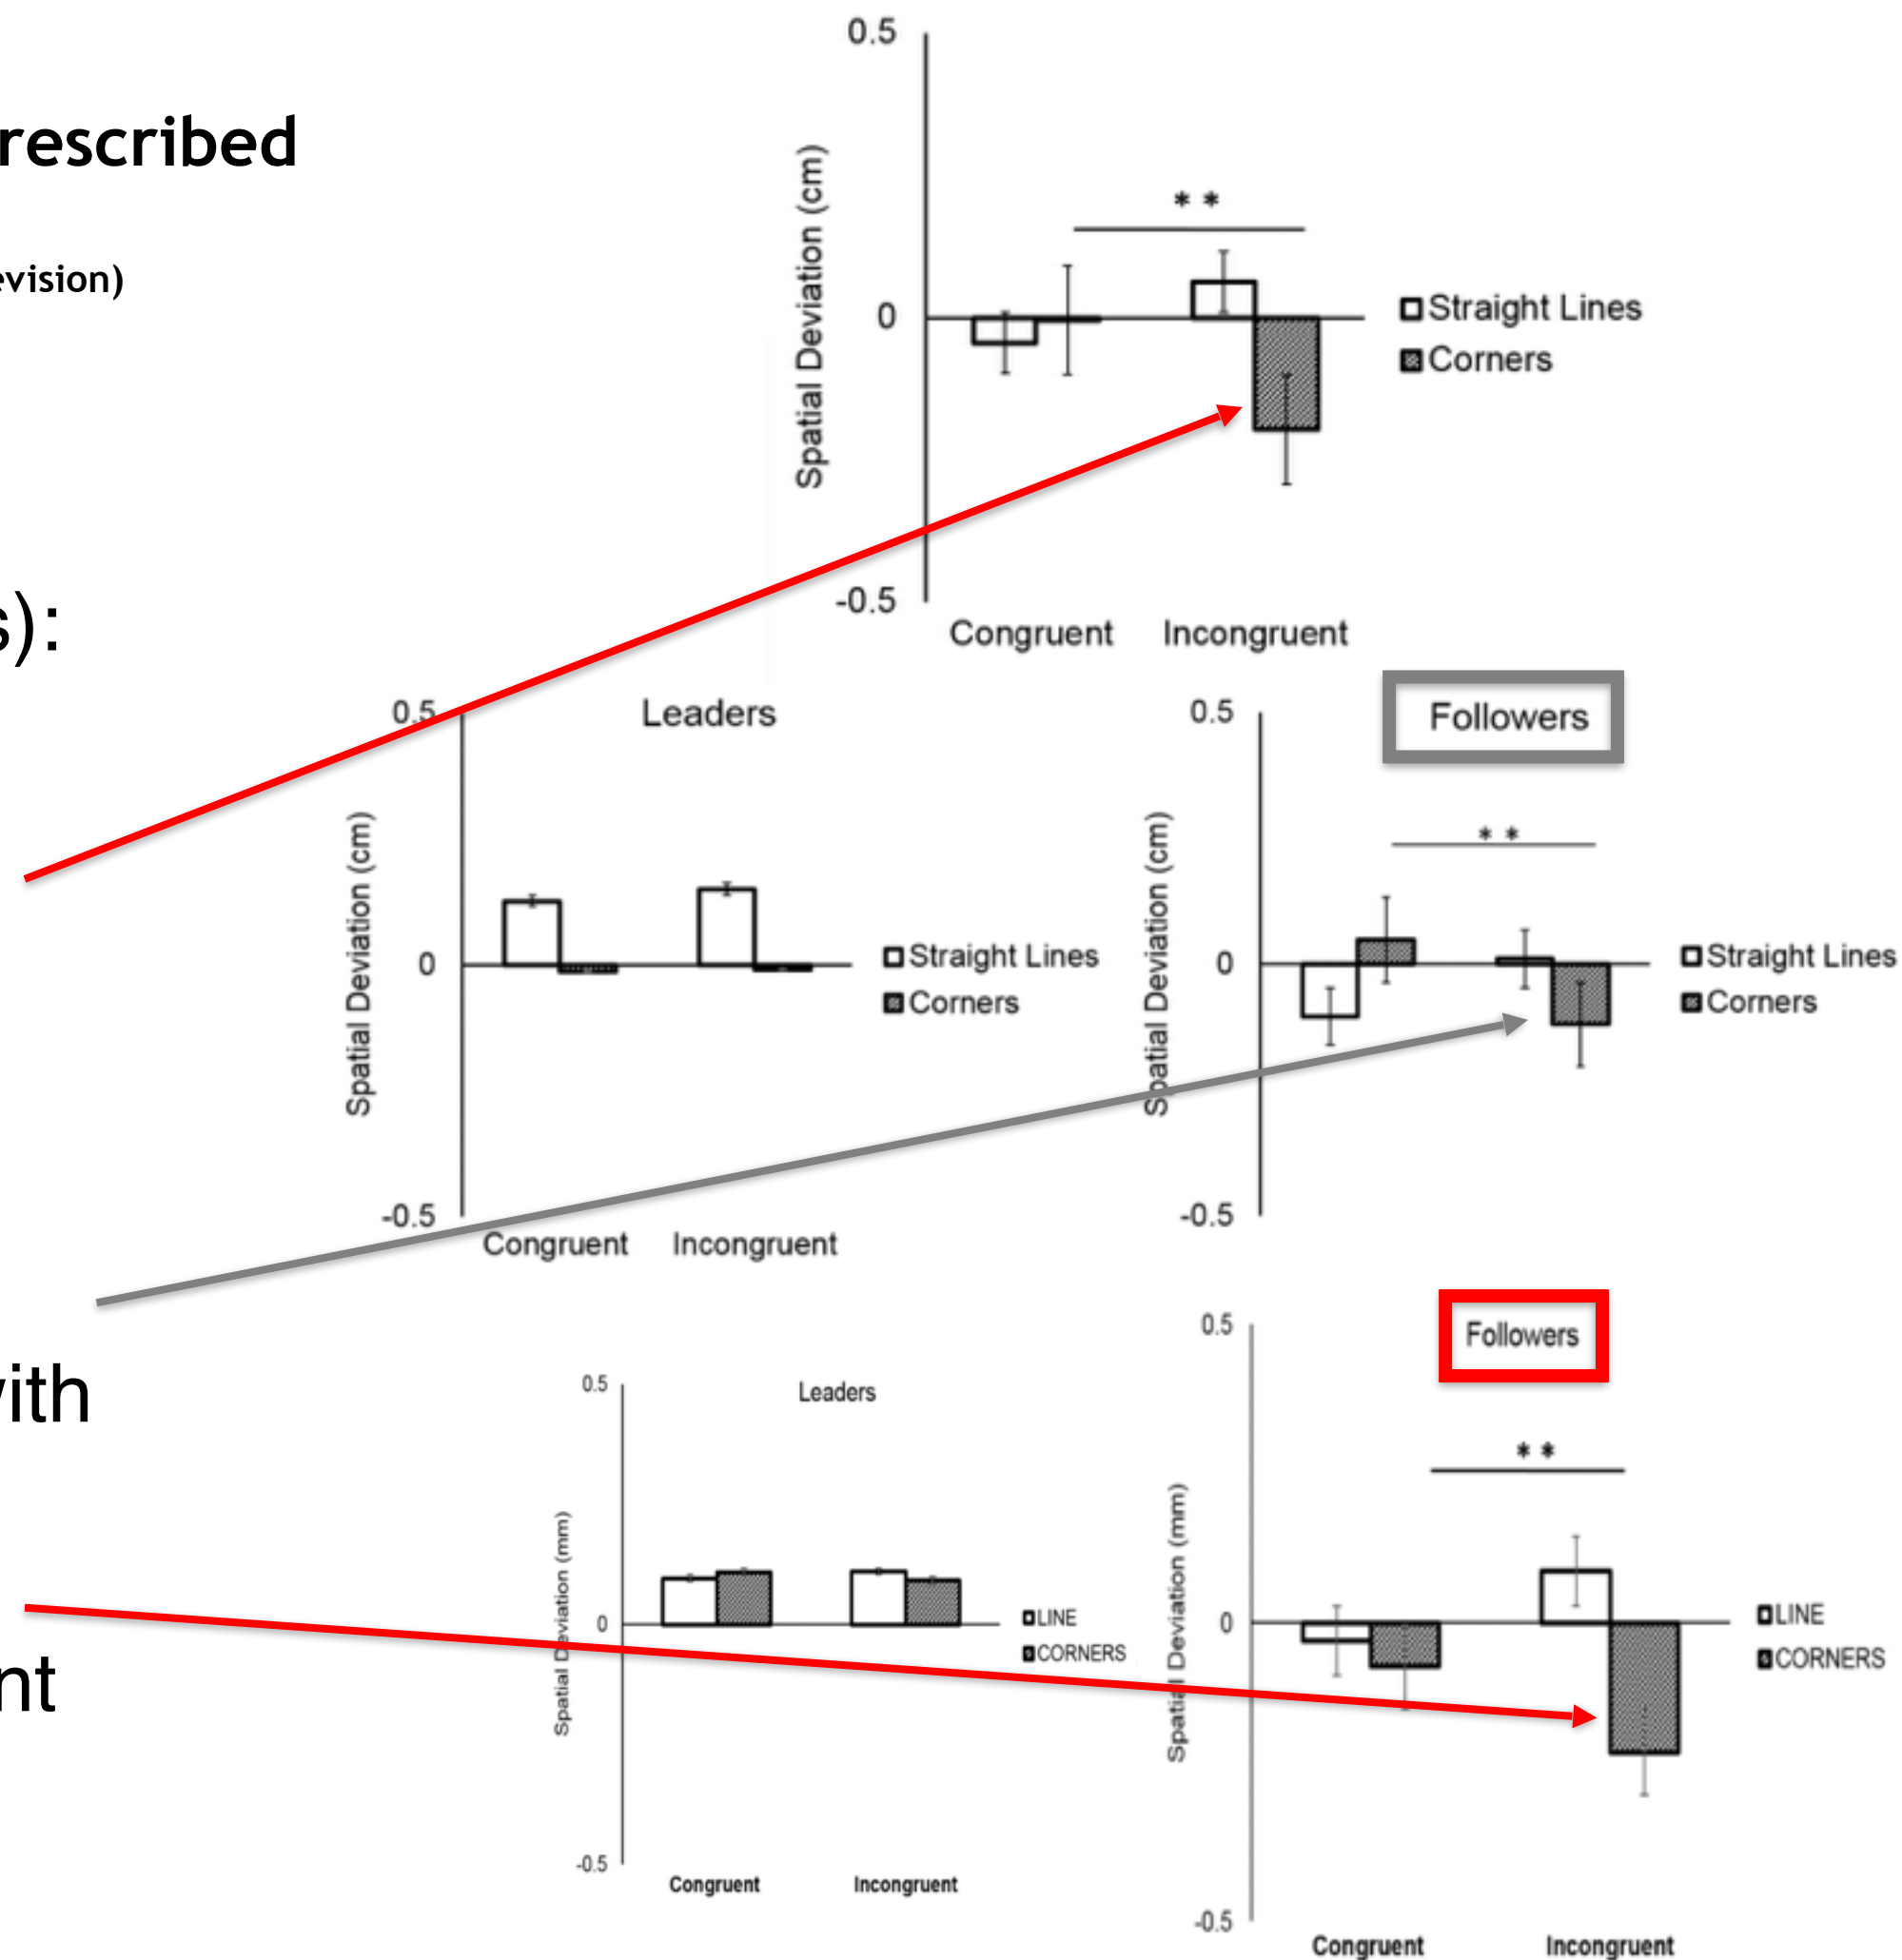 rescribed
evision)
s):
vith
nt
0.5
Spatial Deviation (cm)
* *
0
Straight Lines
Corners
-0.5
Congruent Incongruent
Leaders
0.5
Spatial Deviation (cm)
0
Straight Lines
Corners
-0.5
Congruent Incongruent
Followers
0.5
Spatial Deviation (cm)
* *
0
Straight Lines
Corners
-0.5
Leaders
0.5
Spatial Deviation (mm)
0
LINE
CORNERS
-0.5
Congruent Incongruent
Followers
0.5
Spatial Deviation (mm)
* *
0
LINE
CORNERS
-0.5
Congruent Incongruent